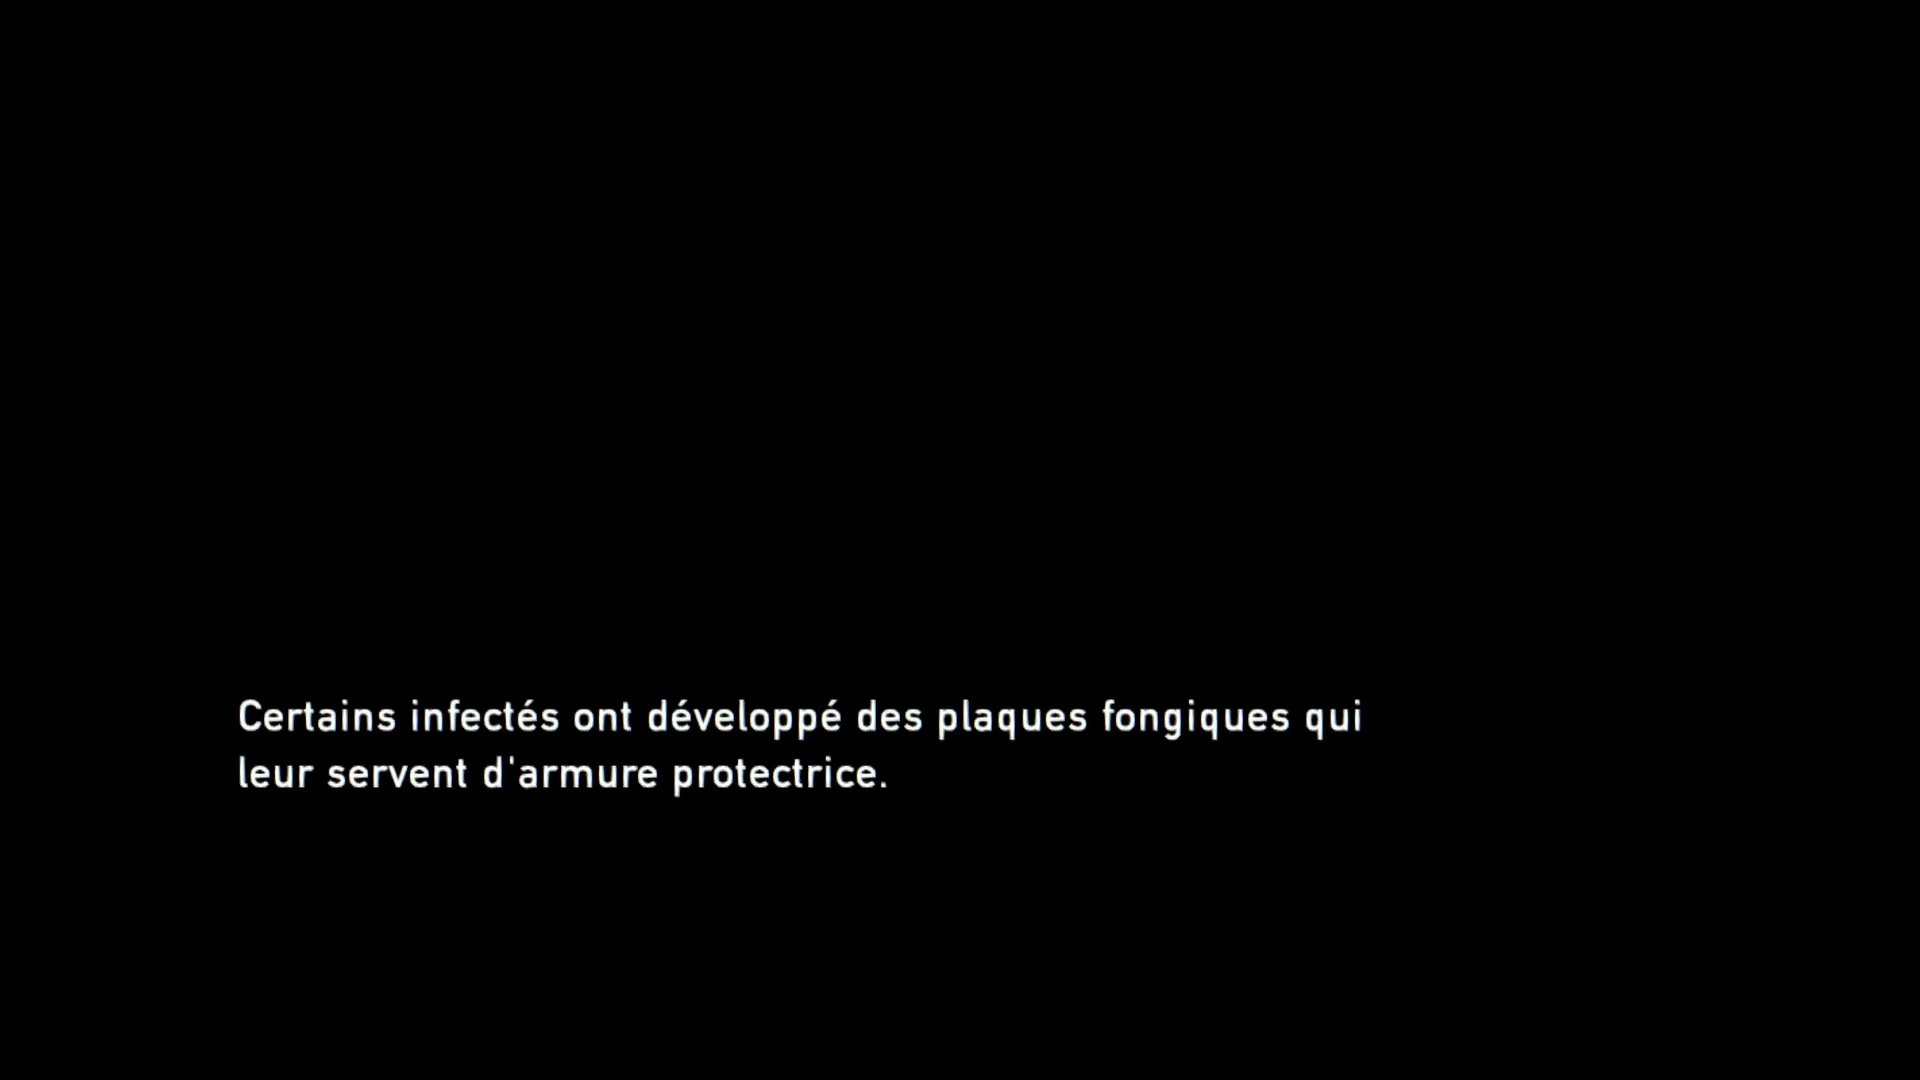 Certains infectés ont développé des plaques fongiques qui
leur servent d'armure protectrice.